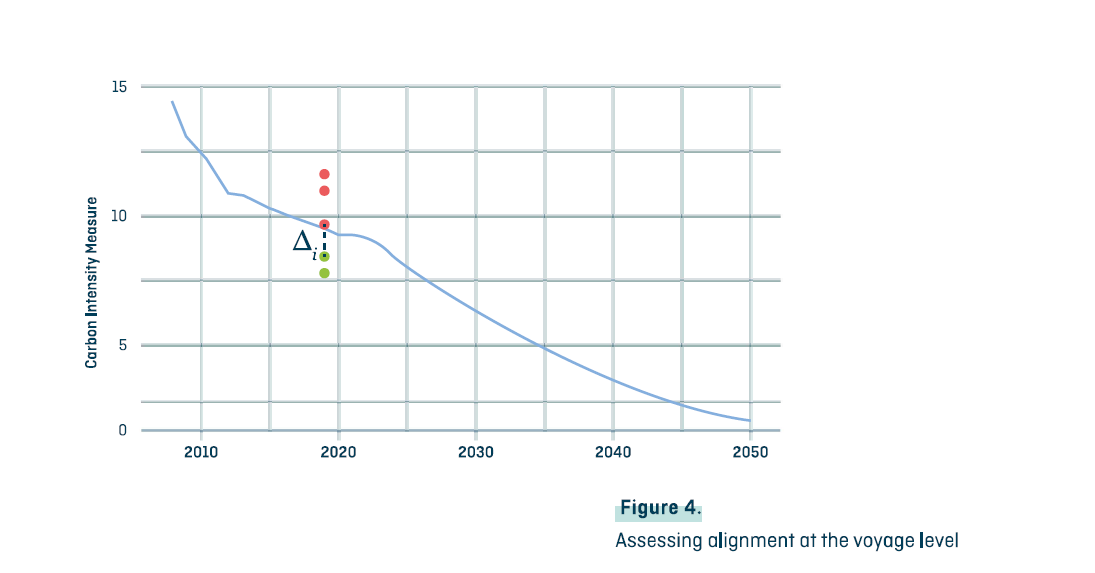 15
10
5
0
Carbon Intensity Measure
Δi
2010 2020 2030 2040 2050
Figure 4.
Assessing alignment at the voyage level